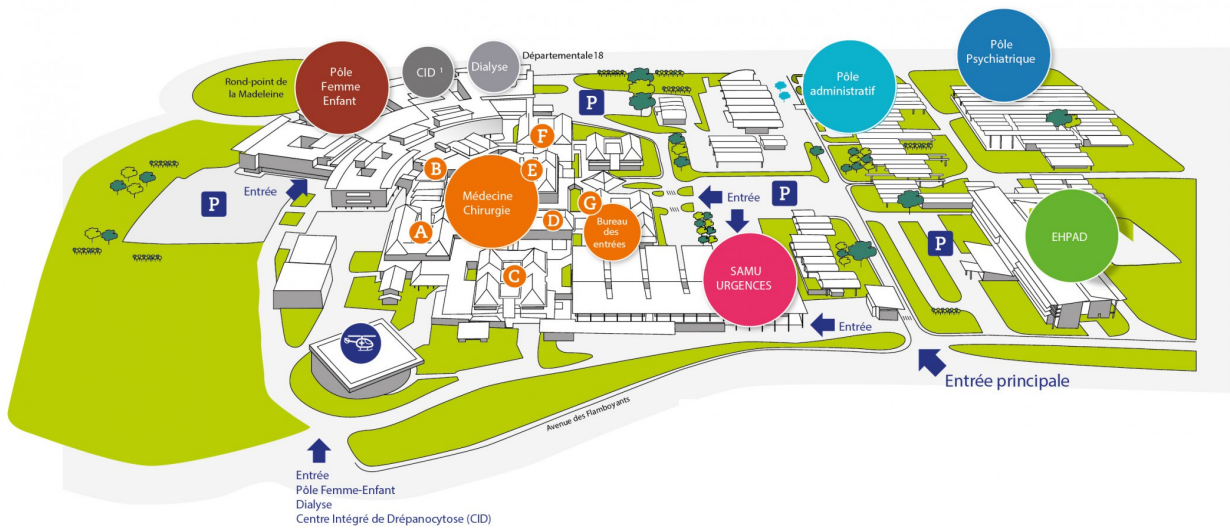 Rond-point de
la Madeleine
Pôle
Femme
Enfant
CID ¹
Dialyse
Départementale18
Pôle
administratif
Pôle
Psychiatrique
P
F
B
E
Entrée
P
Médecine
Chirurgie
A
D
G
Bureau
des
entrées
Entrée
P
C
SAMU
URGENCES
P
EHPAD
Entrée
Entrée principale
Avenue des Flamboyants
Entrée
Pôle Femme-Enfant
Dialyse
Centre Intégré de Drépanocytose (CID)